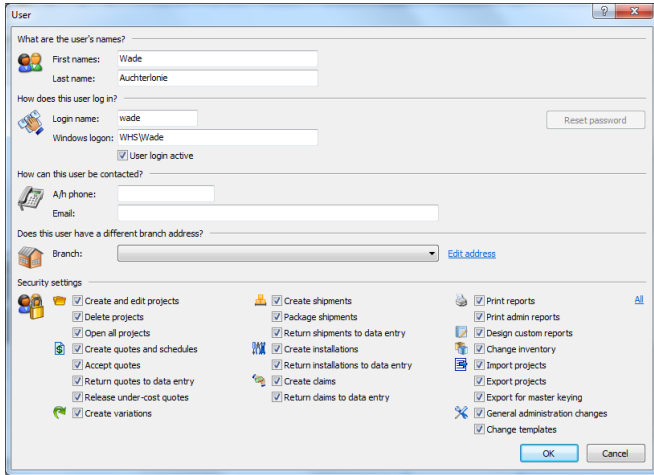 User
What are the user's names?
First names: Wade
Last name: Auchterlonie
How does this user log in?
Login name: wade
Reset password
Windows logon: WHS\Wade
User login active
How can this user be contacted?
A/h phone:
Email:
Does this user have a different branch address?
Branch: Edit address
Security settings
Create and edit projects Create shipments Print reports All
Delete projects Package shipments Print admin reports
Open all projects Return shipments to data entry Design custom reports
Create quotes and schedules Create installations Change inventory
Accept quotes Return installations to data entry Import projects
Return quotes to data entry Create claims Export projects
Release under-cost quotes Return claims to data entry Export for master keying
Create variations General administration changes
Change templates
OK Cancel